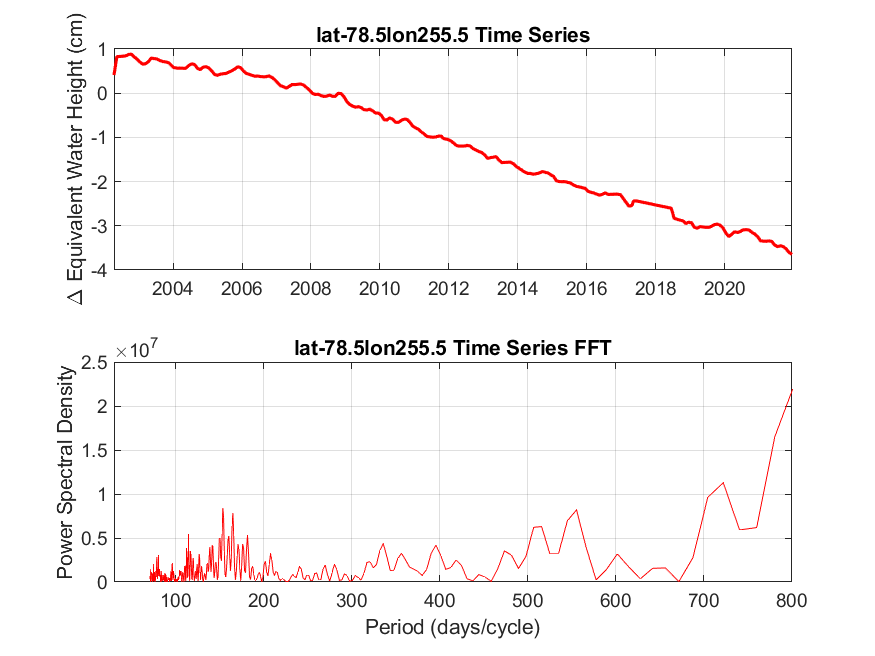 lat-78.5lon255.5 Time Series
Δ Equivalent Water Height (cm)
1
0
-1
-2
-3
-4
2004 2006 2008 2010 2012 2014 2016 2018 2020
lat-78.5lon255.5 Time Series FFT
×10⁷
Power Spectral Density
2.5
2
1.5
1
0.5
0
100 200 300 400 500 600 700 800
Period (days/cycle)